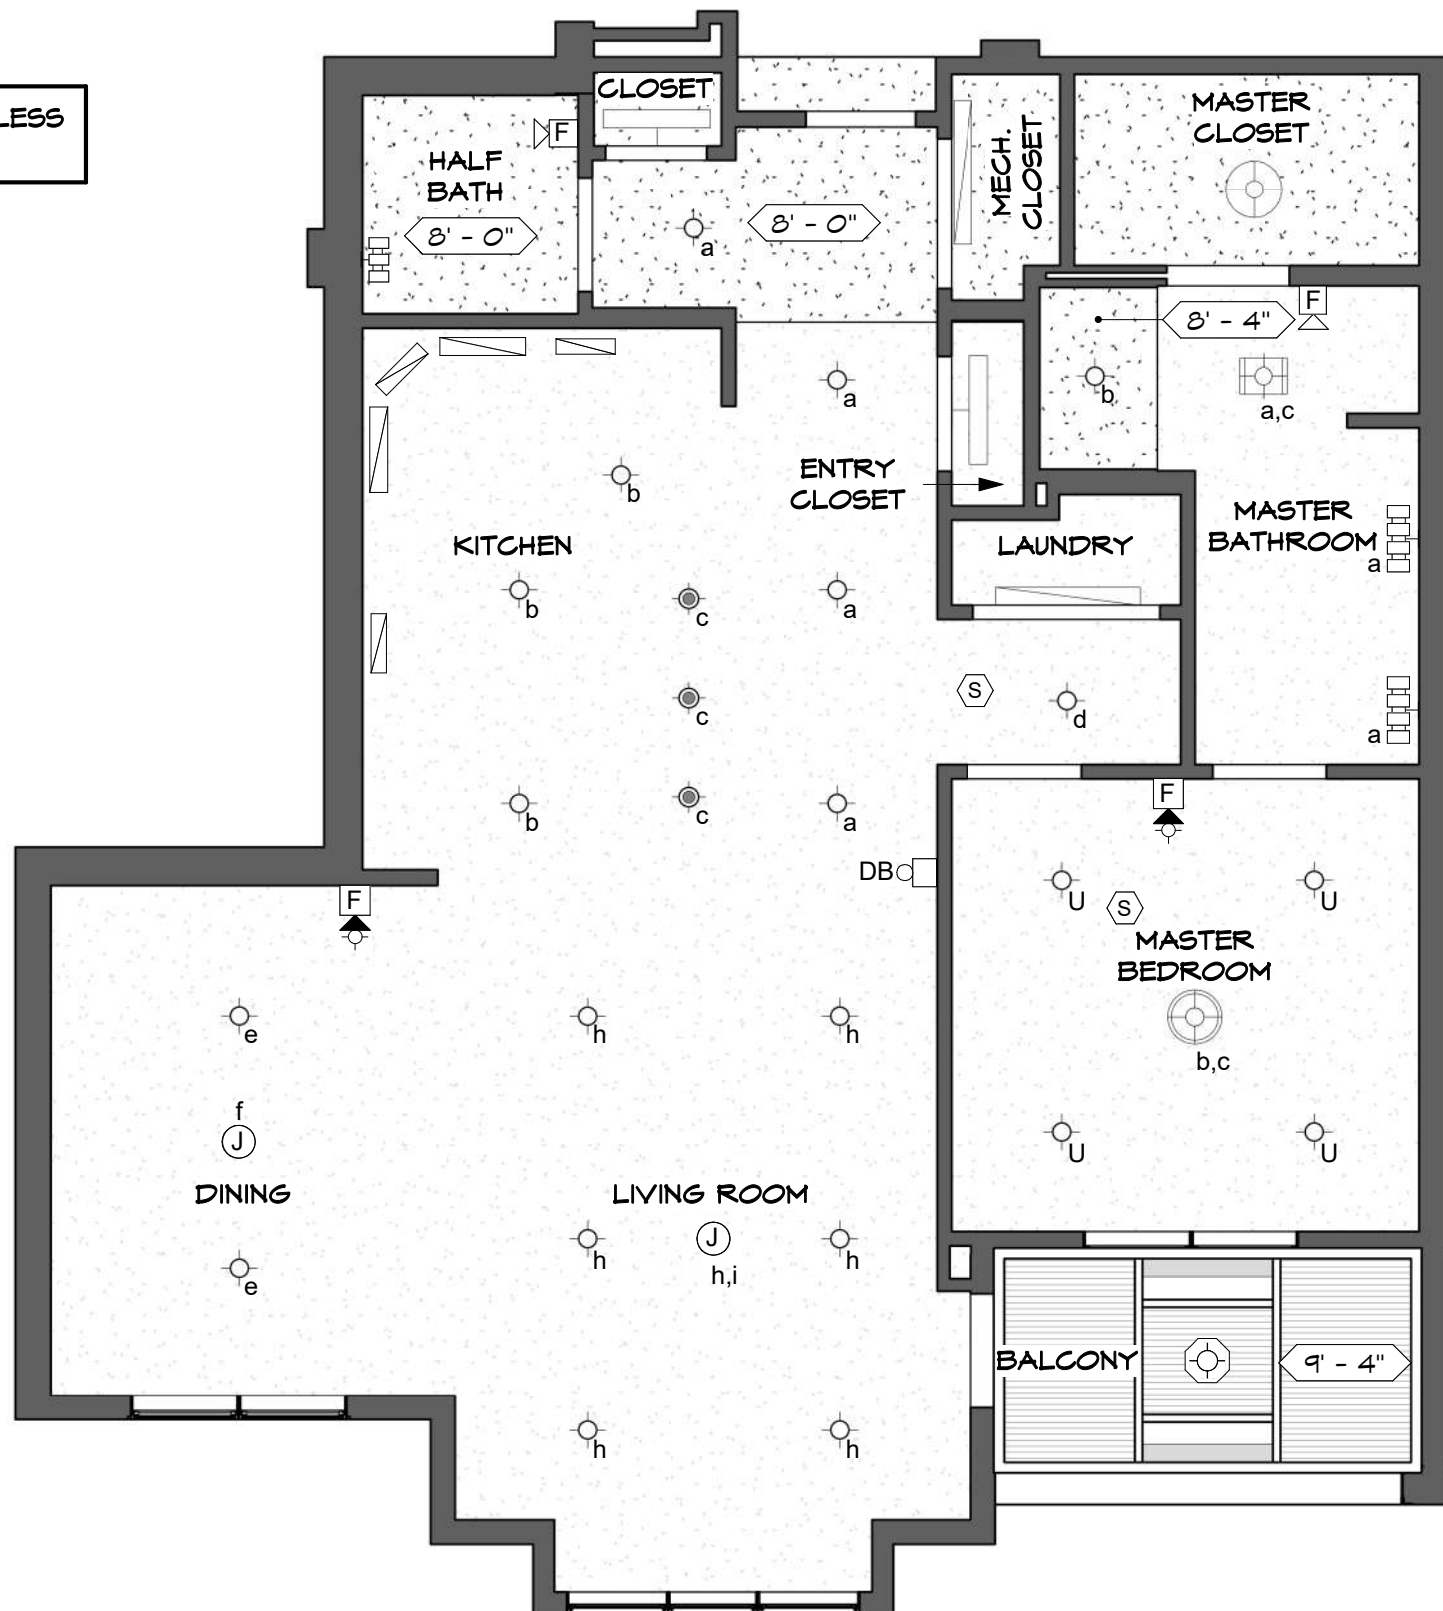 LESS
CLOSET
MASTER
CLOSET
F
HALF
BATH
MECH.
CLOSET
8' - 0"
8' - 0"
a
F
8' - 4"
b
a,c
a
b
ENTRY
CLOSET
MASTER
BATHROOM
a
KITCHEN
LAUNDRY
b
c
a
S
d
c
a
b
c
a
F
DB
U
S
U
F
MASTER
BEDROOM
e
h
h
b,c
f
J
U
U
DINING
LIVING ROOM
J
h
h
h,i
e
BALCONY
9' - 4"
h
h